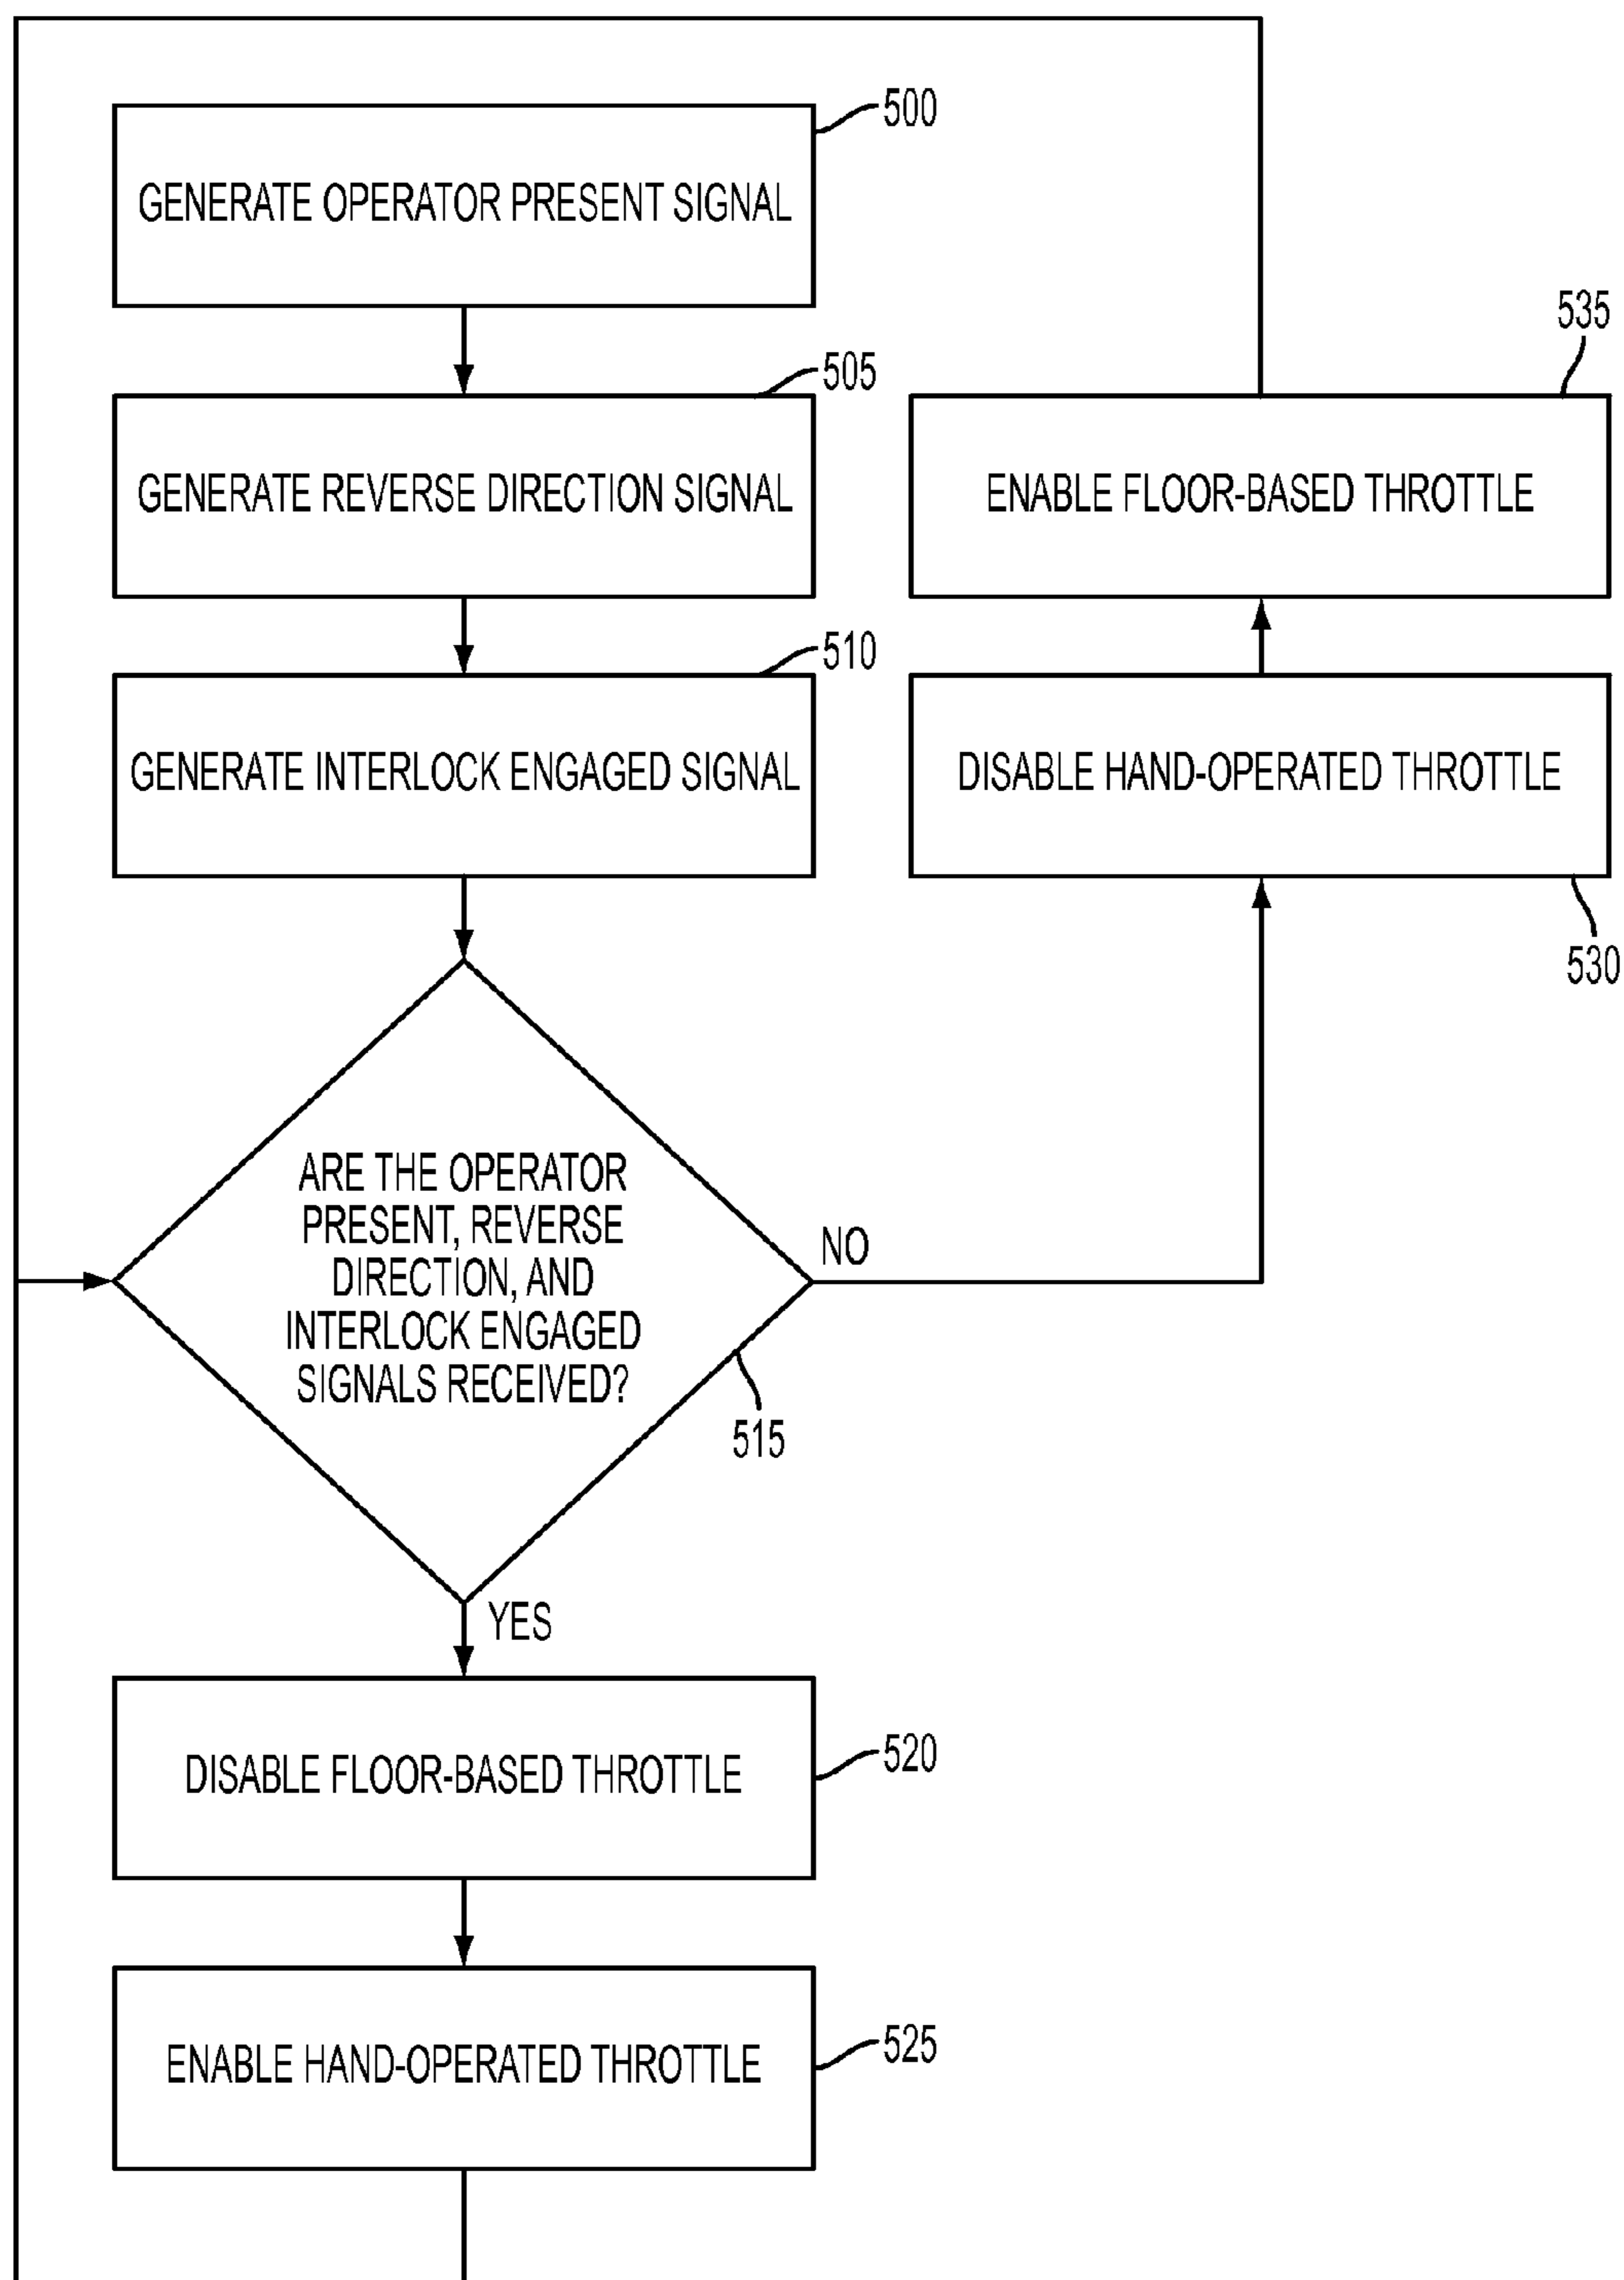 500
GENERATE OPERATOR PRESENT SIGNAL
505
GENERATE REVERSE DIRECTION SIGNAL
510
GENERATE INTERLOCK ENGAGED SIGNAL
ARE THE OPERATOR
PRESENT, REVERSE
DIRECTION, AND
INTERLOCK ENGAGED
SIGNALS RECEIVED?
515
NO
YES
DISABLE FLOOR-BASED THROTTLE
520
ENABLE HAND-OPERATED THROTTLE
525
DISABLE HAND-OPERATED THROTTLE
530
ENABLE FLOOR-BASED THROTTLE
535